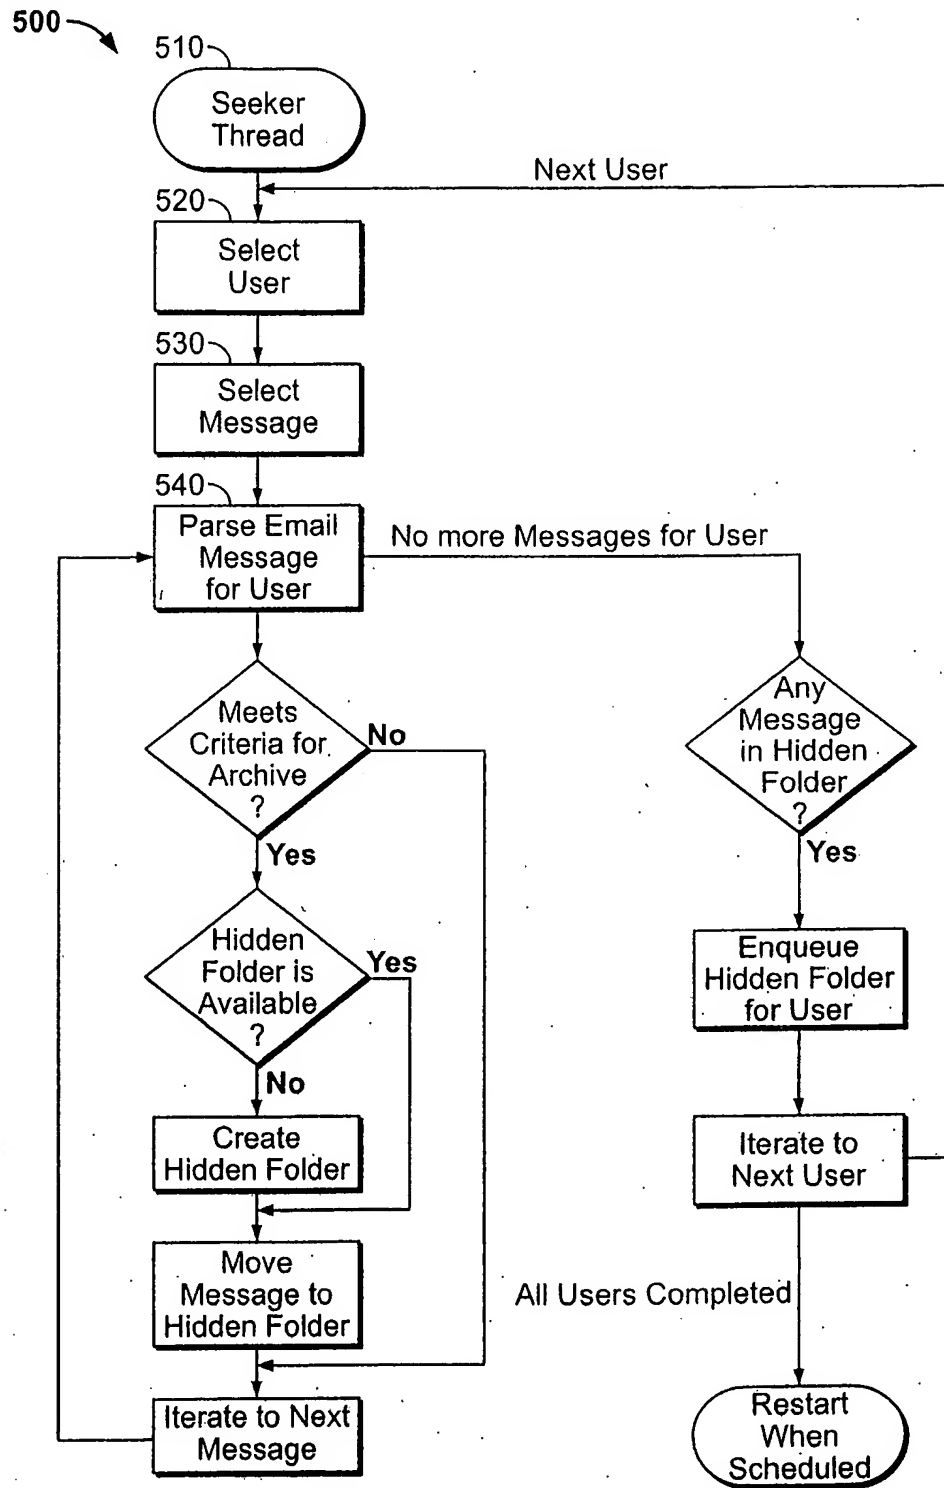 500
510
Seeker
Thread
Next User
520
Select
User
530
Select
Message
540
Parse Email
Message
for User
No more Messages for User
Meets
Criteria for
Archive
?
No
Yes
Any
Message
in Hidden
Folder
?
Yes
Hidden
Folder is
Available
?
Yes
No
Enqueue
Hidden Folder
for User
Create
Hidden Folder
Iterate to
Next User
Move
Message to
Hidden Folder
All Users Completed
Iterate to Next
Message
Restart
When
Scheduled